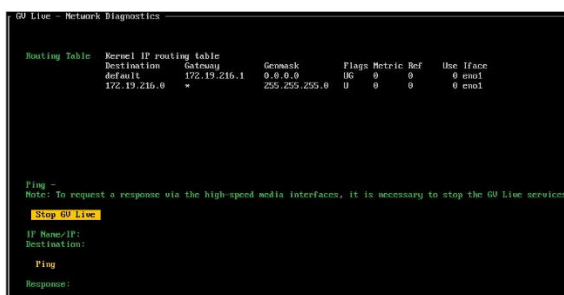 GV Live - Network Diagnostics
Routing Table Kernel IP routing table
Destination Gateway Genmask Flags Metric Ref Use Iface
default 172.19.216.1 0.0.0.0 UG 0 0 0 eno1
172.19.216.0 * 255.255.255.0 U 0 0 0 eno1
Ping -
Note: To request a response via the high-speed media interfaces, it is necessary to stop the GV Live service
Stop GV Live
IP Name/IP:
Destination:
Ping
Response: